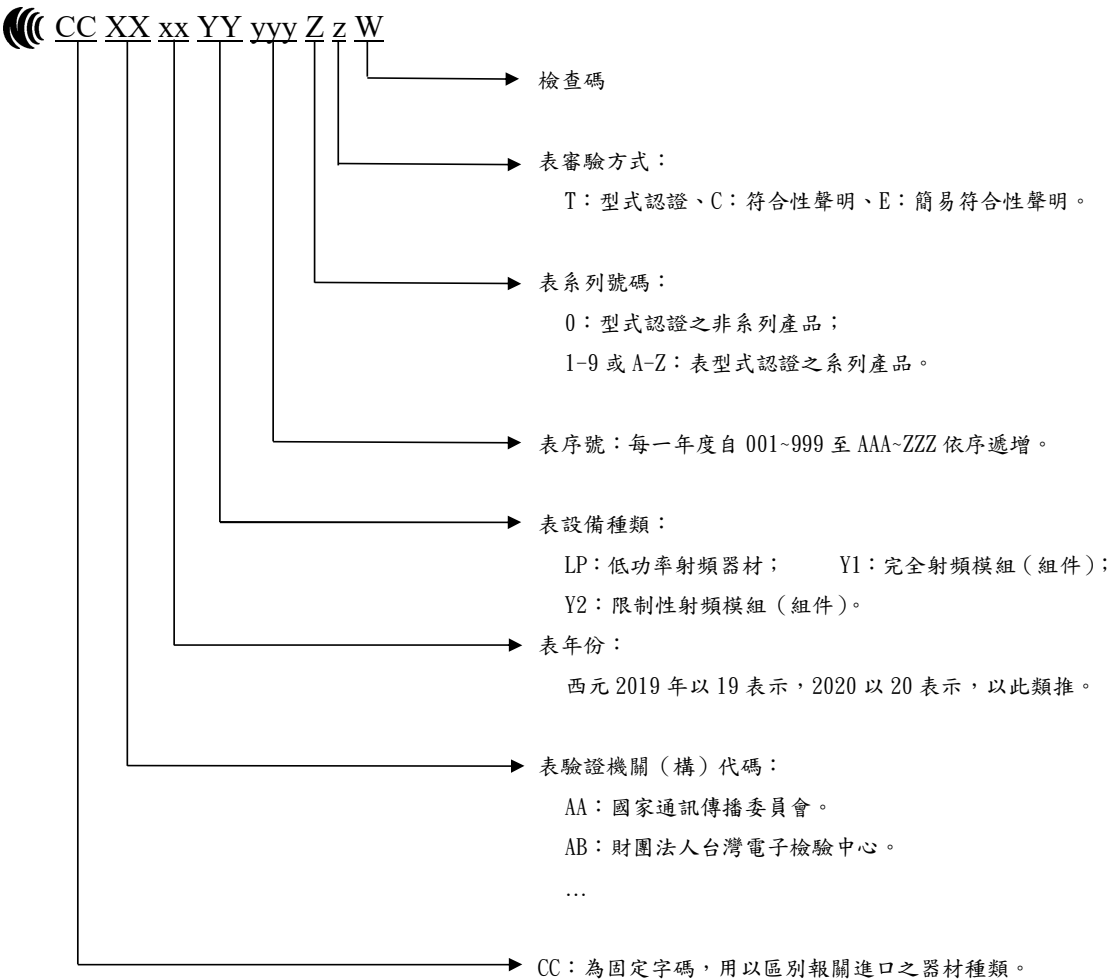 CC XX xx YY yyy Z z W
檢查碼
表審驗方式：
T：型式認證、C：符合性聲明、E：簡易符合性聲明。
表系列號碼：
0：型式認證之非系列產品；
1-9 或 A-Z：表型式認證之系列產品。
表序號：每一年度自 001~999 至 AAA~ZZZ 依序遞增。
表設備種類：
LP：低功率射頻器材； Y1：完全射頻模組（組件）；
Y2：限制性射頻模組（組件）。
表年份：
西元 2019 年以 19 表示，2020 以 20 表示，以此類推。
表驗證機關（構）代碼：
AA：國家通訊傳播委員會。
AB：財團法人台灣電子檢驗中心。
…
CC：為固定字碼，用以區別報關進口之器材種類。